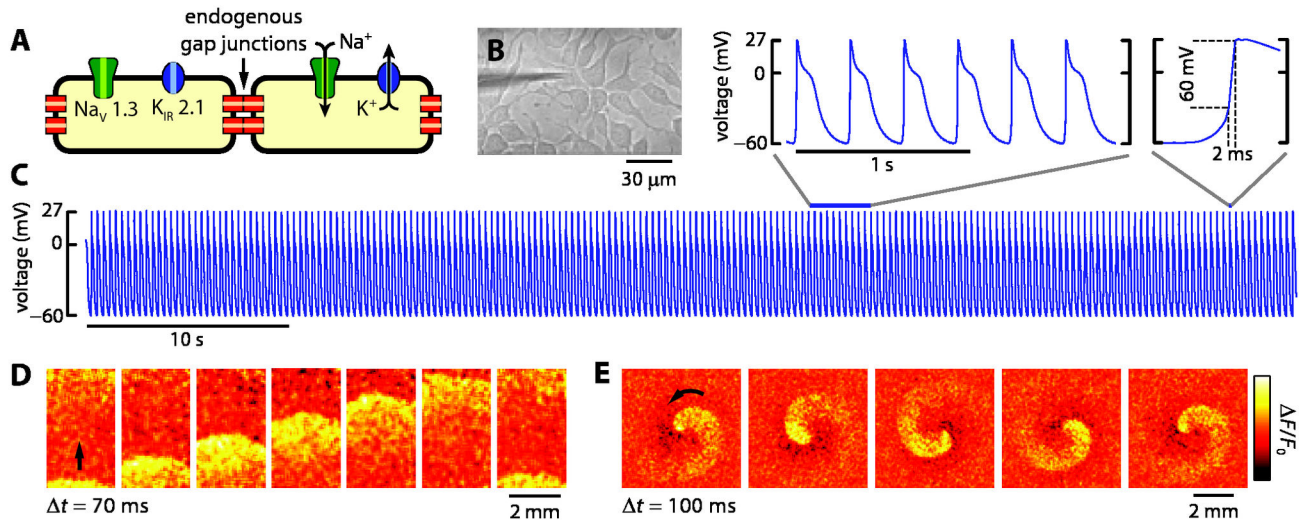 A
endogenous
gap junctions
Na⁺
Naᵥ 1.3
K_IR 2.1
K⁺
B
30 μm
voltage (mV)
27
0
−60
1 s
60 mV
2 ms
C
voltage (mV)
27
0
−60
10 s
D
Δt = 70 ms
2 mm
E
Δt = 100 ms
2 mm
ΔF/F₀